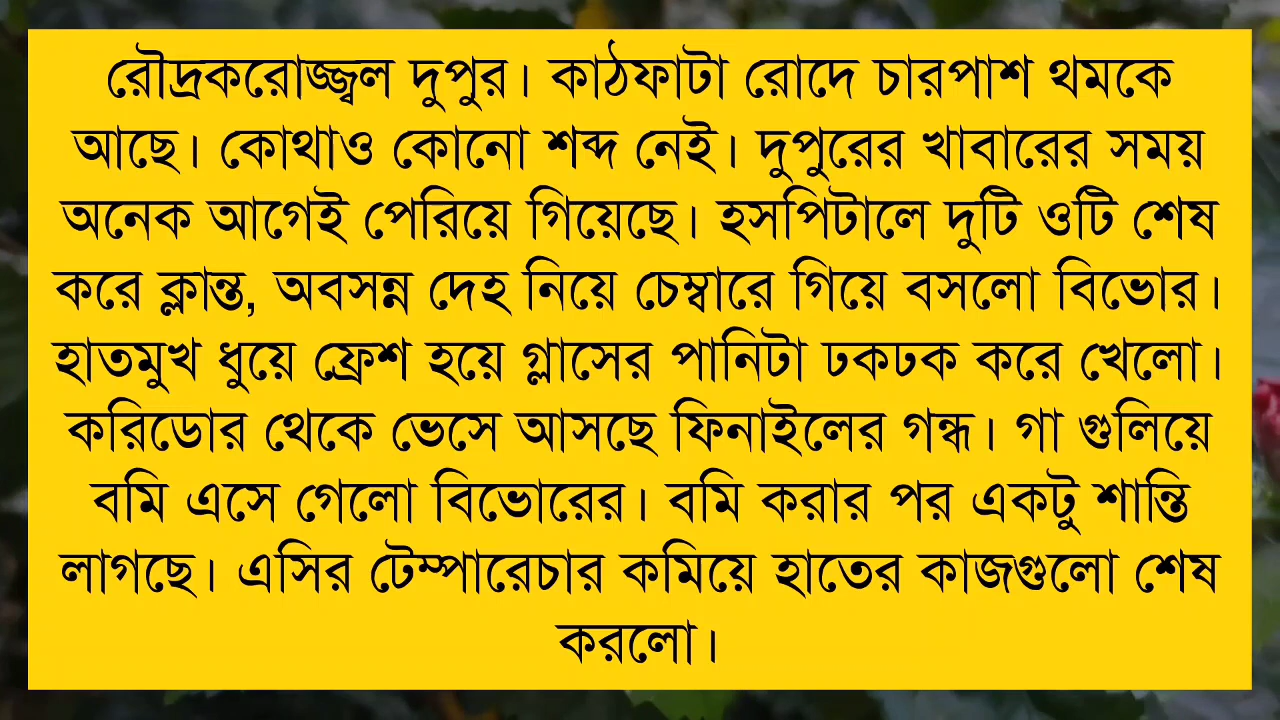 রৌদ্রকরোজ্জ্বল দুপুর। কাঠফাটা রোদে চারপাশ থমকে
আছে। কোথাও কোনো শব্দ নেই। দুপুরের খাবারের সময়
অনেক আগেই পেরিয়ে গিয়েছে। হসপিটালে দুটি ওটি শেষ
করে ক্লান্ত, অবসন্ন দেহ নিয়ে চেম্বারে গিয়ে বসলো বিভোর।
হাতমুখ ধুয়ে ফ্রেশ হয়ে গ্লাসের পানিটা ঢকঢক করে খেলো।
করিডোর থেকে ভেসে আসছে ফিনাইলের গন্ধ। গা গুলিয়ে
বমি এসে গেলো বিভোরের। বমি করার পর একটু শান্তি
লাগছে। এসির টেম্পারেচার কমিয়ে হাতের কাজগুলো শেষ
করলো।